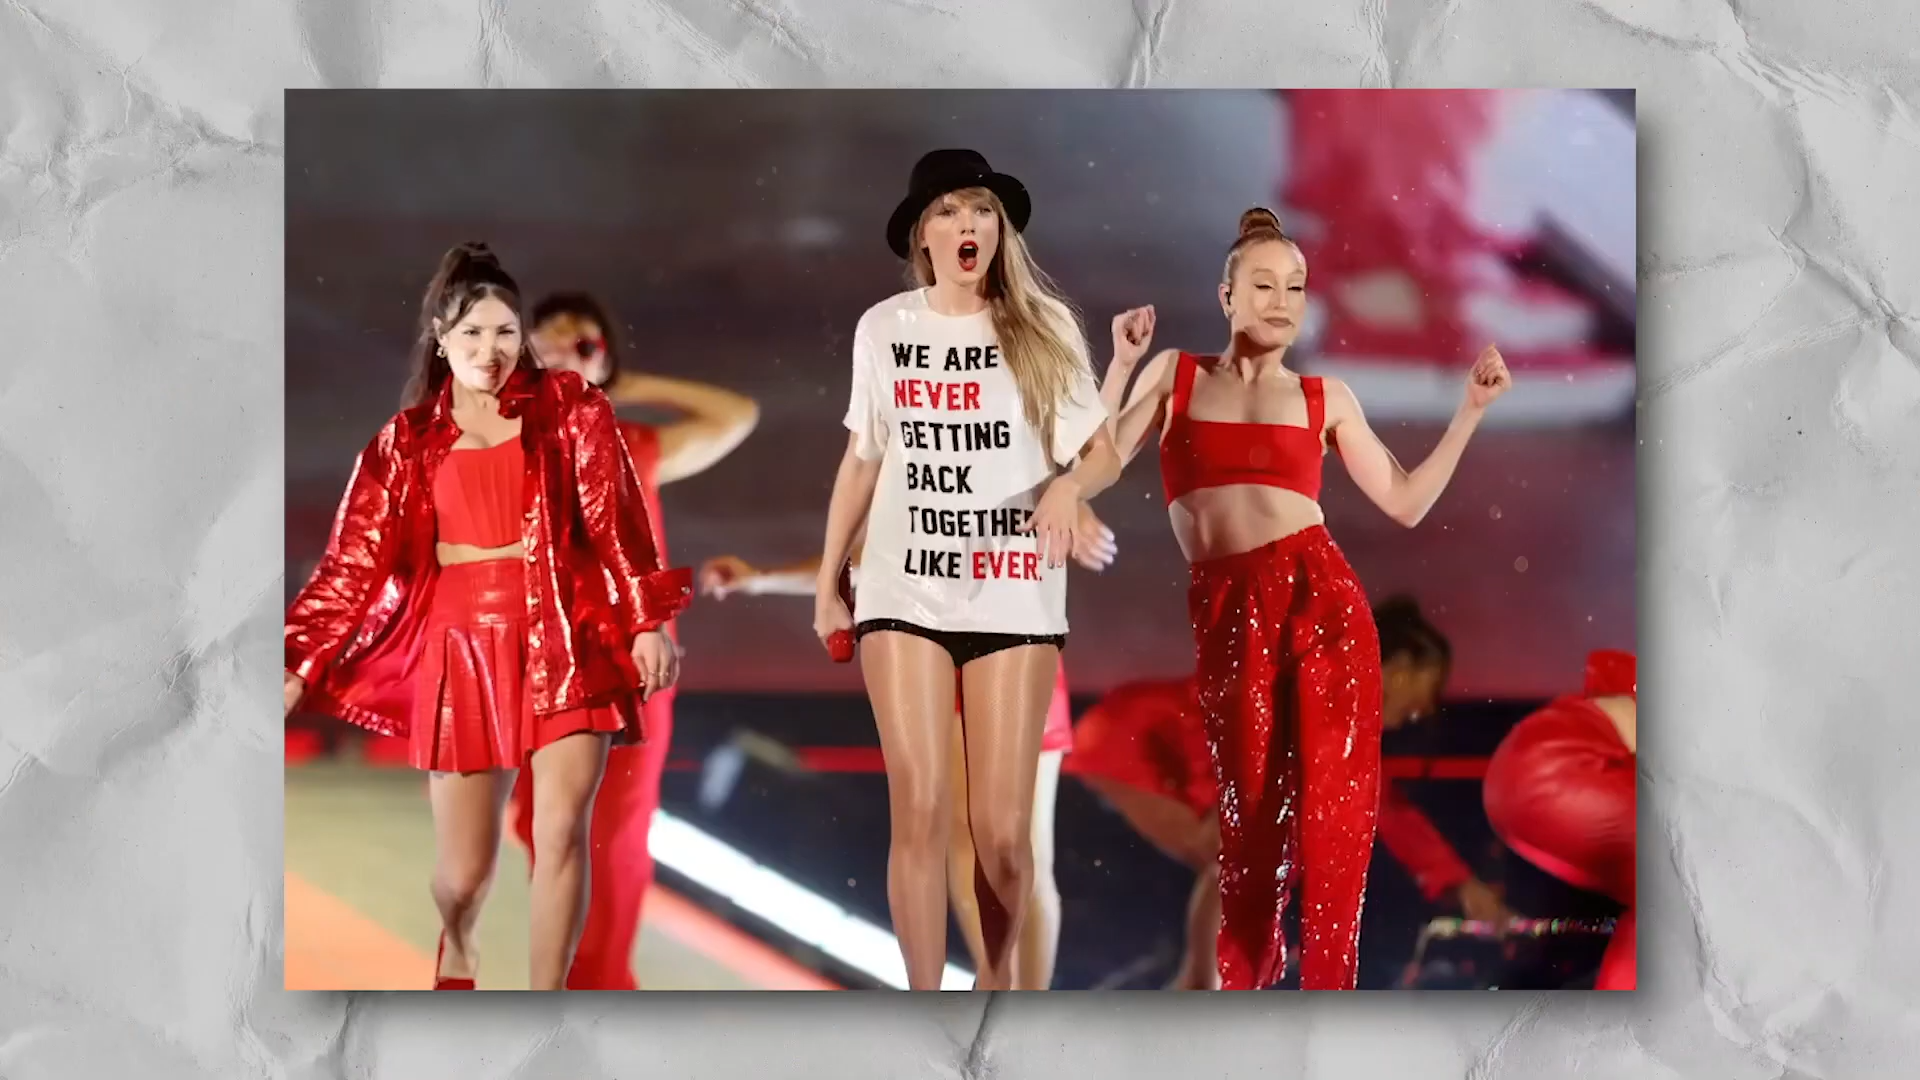 WE ARE
NEVER
GETTING
BACK
TOGETHER
LIKE EVER.